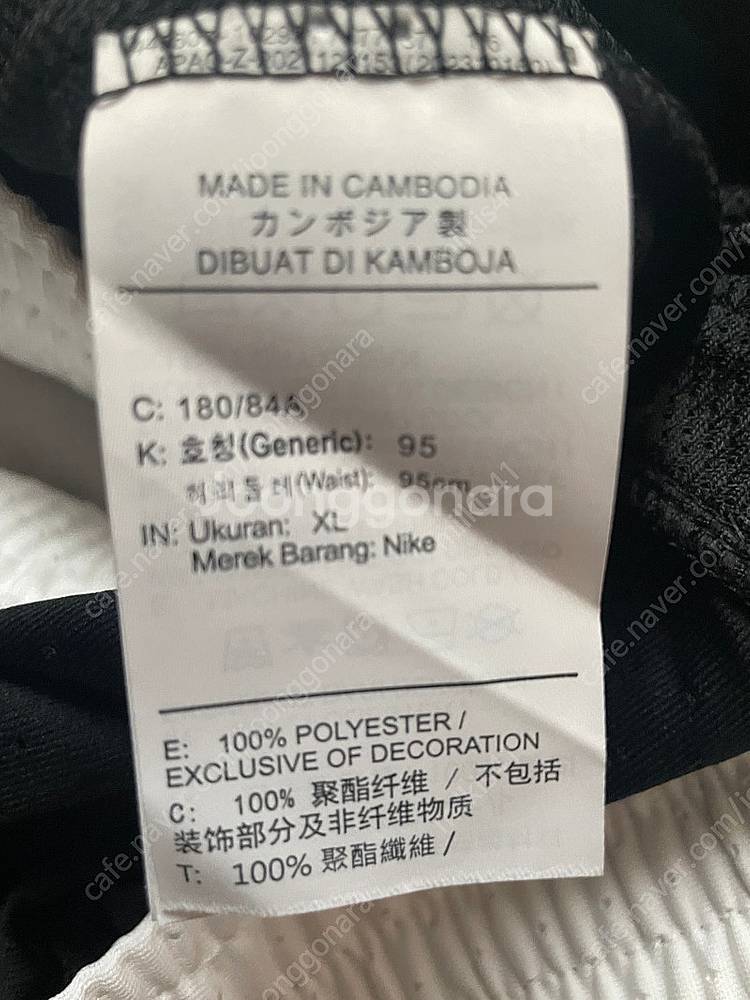 MADE IN CAMBODIA
カンボジア製
DIBUAT DI KAMBOJA
C: 180/84A
K: 호칭(Generic): 95
허리둘레(Waist): 95cm
Joonggonara
IN: Ukuran: XL
Merek Barang: Nike
E: 100% POLYESTER /
EXCLUSIVE OF DECORATION
C: 100% 聚酯纤维 / 不包括
装饰部分及非纤维物质
T: 100% 聚酯纖維 /